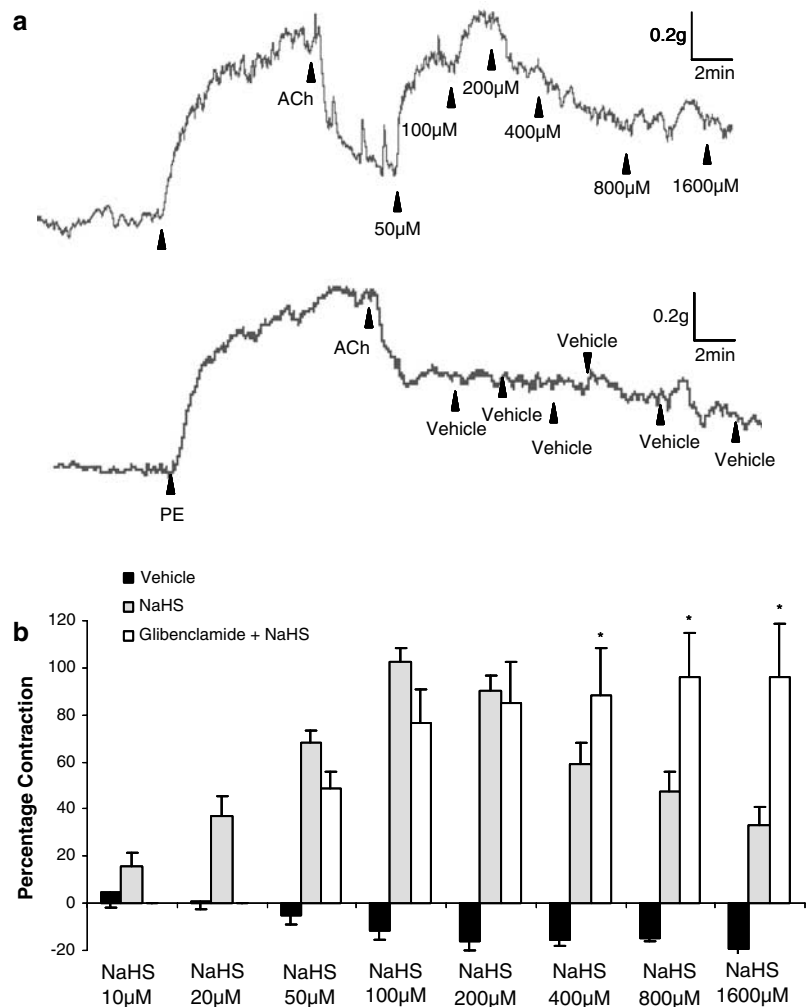 a
0.2g
2min
ACh
100µM
200µM
400µM
800µM
1600µM
50µM
0.2g
2min
ACh
Vehicle
Vehicle
Vehicle
Vehicle
Vehicle
Vehicle
PE
b
Vehicle
NaHS
Glibenclamide + NaHS
Percentage Contraction
120
100
80
60
40
20
0
-20
*
*
*
NaHS NaHS NaHS NaHS NaHS NaHS NaHS NaHS
10µM 20µM 50µM 100µM 200µM 400µM 800µM 1600µM